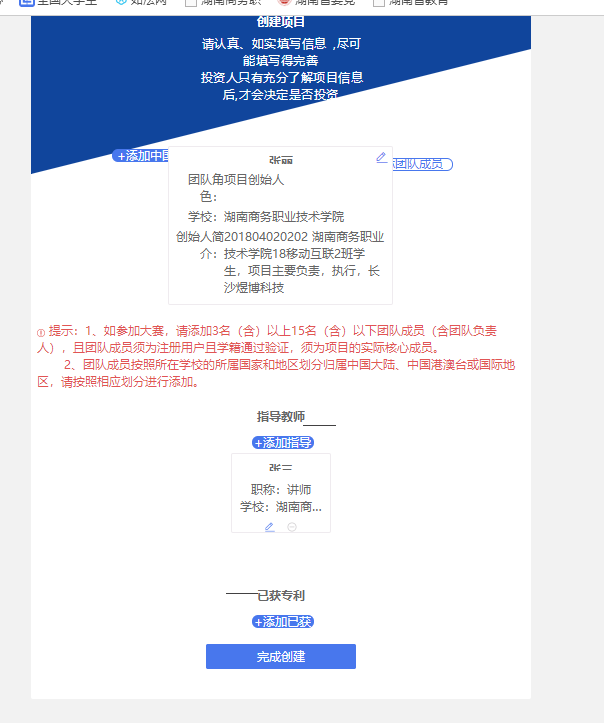 全国大学生
湖南商务职
湖南省委党
湖南省教育
创建项目
请认真、如实填写信息 ,尽可
能填写得完善
投资人只有充分了解项目信息
后,才会决定是否投资
+添加中国
团队成员
团队角项目创始人
色：
学校：湖南商务职业技术学院
创始人简201804020202 湖南商务职业
介：技术学院18移动互联2班学
生，项目主要负责，执行，长
沙煜博科技
提示：1、如参加大赛，请添加3名（含）以上15名（含）以下团队成员（含团队负责
人），且团队成员须为注册用户且学籍通过验证，须为项目的实际核心成员。
2、团队成员按照所在学校的所属国家和地区划分归属中国大陆、中国港澳台或国际地
区，请按照相应划分进行添加。
指导教师
+添加指导
职称：讲师
学校：湖南商...
已获专利
+添加已获
完成创建